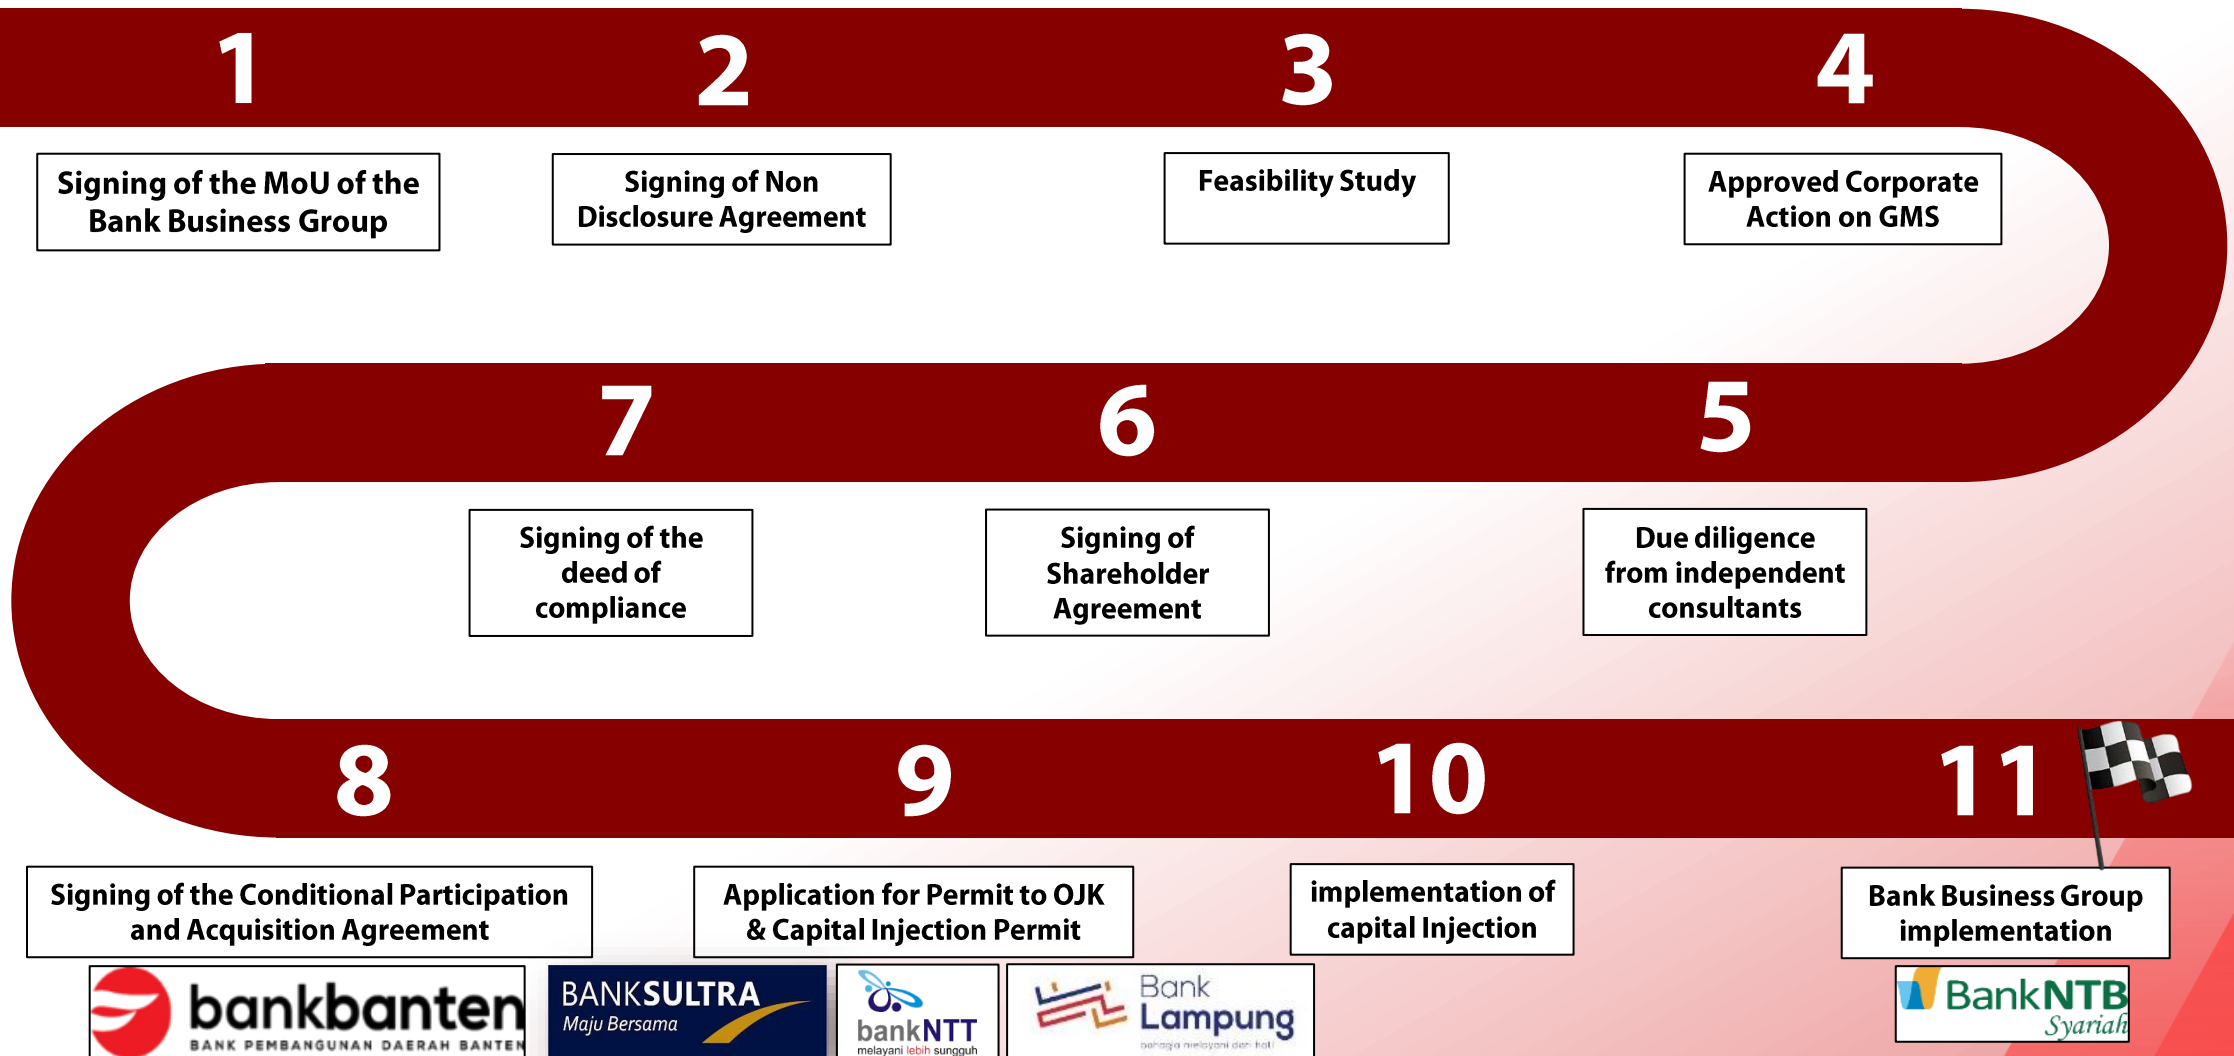 1
Signing of the MoU of the
Bank Business Group
2
Signing of Non
Disclosure Agreement
3
Feasibility Study
4
Approved Corporate
Action on GMS
5
Due diligence
from independent
consultants
6
Signing of
Shareholder
Agreement
7
Signing of the
deed of
compliance
8
Signing of the Conditional Participation
and Acquisition Agreement
bankbanten
BANK PEMBANGUNAN DAERAH BANTEN
9
Application for Permit to OJK
& Capital Injection Permit
BANKSULTRA
Maju Bersama
bankNTT
melayani lebih sungguh
Bank
Lampung
bahagia melayani dari hati
10
implementation of
capital Injection
11
Bank Business Group
implementation
BankNTB
Syariah